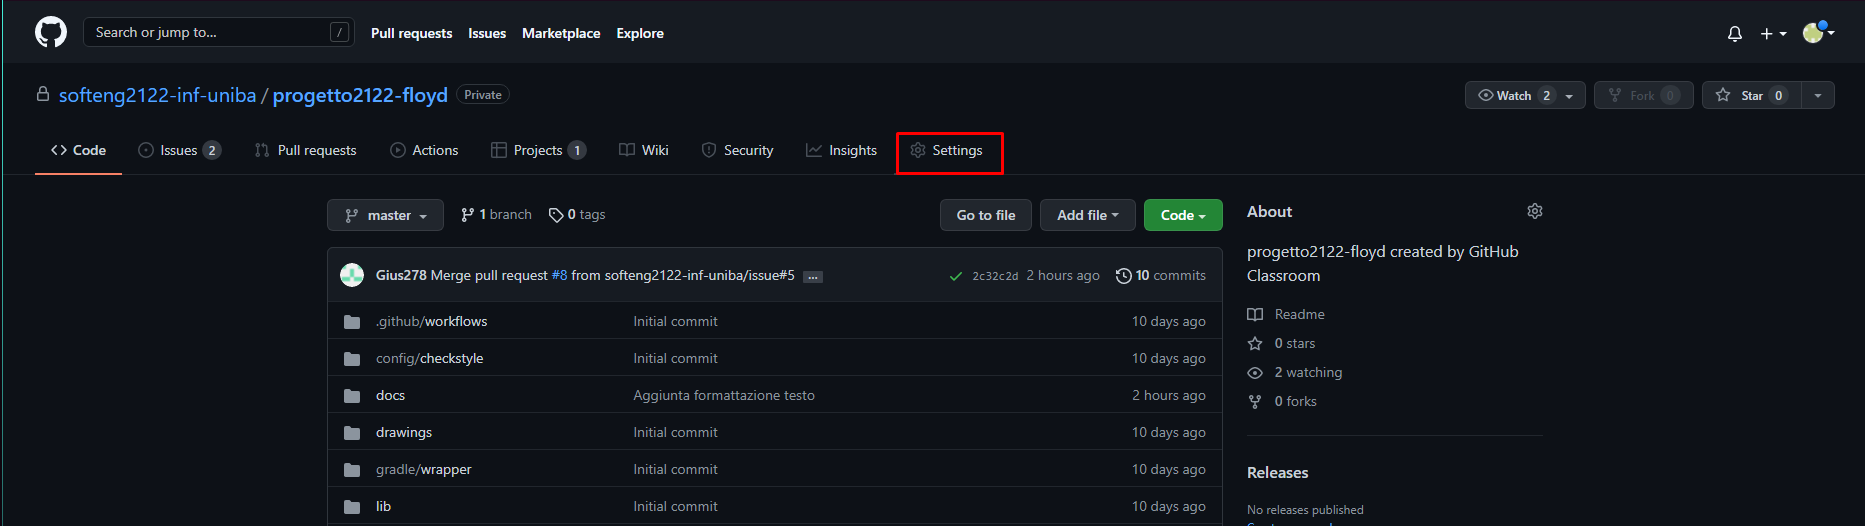 Search or jump to... /
Pull requests Issues Marketplace Explore
softeng2122-inf-uniba / progetto2122-floyd Private
Watch 2 Fork 0 Star 0
Code Issues 2 Pull requests Actions Projects 1 Wiki Security Insights Settings
master 1 branch 0 tags Go to file Add file Code
Gius278 Merge pull request #8 from softeng2122-inf-uniba/issue#5 ... 2c32c2d 2 hours ago 10 commits
.github/workflows Initial commit 10 days ago
config/checkstyle Initial commit 10 days ago
docs Aggiunta formattazione testo 2 hours ago
drawings Initial commit 10 days ago
gradle/wrapper Initial commit 10 days ago
lib Initial commit 10 days ago
About
progetto2122-floyd created by GitHub
Classroom
Readme
0 stars
2 watching
0 forks
Releases
No releases published